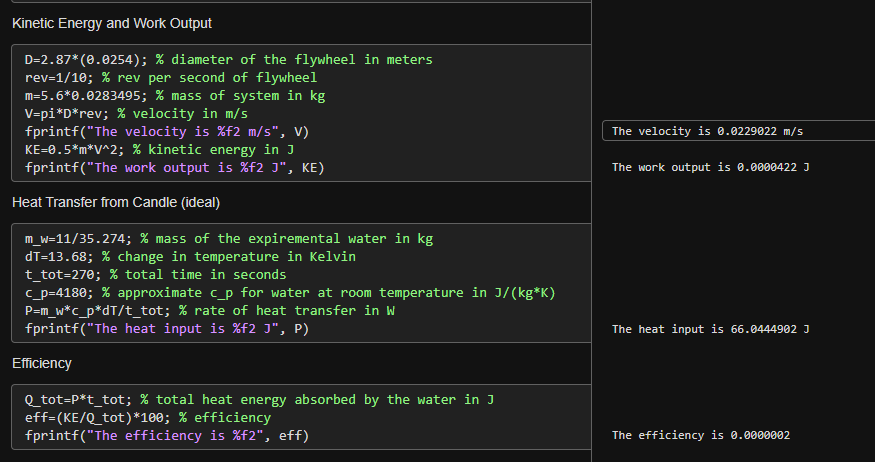 Kinetic Energy and Work Output
D=2.87*(0.0254); % diameter of the flywheel in meters
rev=1/10; % rev per second of flywheel
m=5.6*0.0283495; % mass of system in kg
V=pi*D*rev; % velocity in m/s
fprintf("The velocity is %f2 m/s", V)
The velocity is 0.0229022 m/s
KE=0.5*m*V^2; % kinetic energy in J
fprintf("The work output is %f2 J", KE)
The work output is 0.0000422 J
Heat Transfer from Candle (ideal)
m_w=11/35.274; % mass of the expiremental water in kg
dT=13.68; % change in temperature in Kelvin
t_tot=270; % total time in seconds
c_p=4180; % approximate c_p for water at room temperature in J/(kg*K)
P=m_w*c_p*dT/t_tot; % rate of heat transfer in W
fprintf("The heat input is %f2 J", P)
The heat input is 66.0444902 J
Efficiency
Q_tot=P*t_tot; % total heat energy absorbed by the water in J
eff=(KE/Q_tot)*100; % efficiency
fprintf("The efficiency is %f2", eff)
The efficiency is 0.0000002